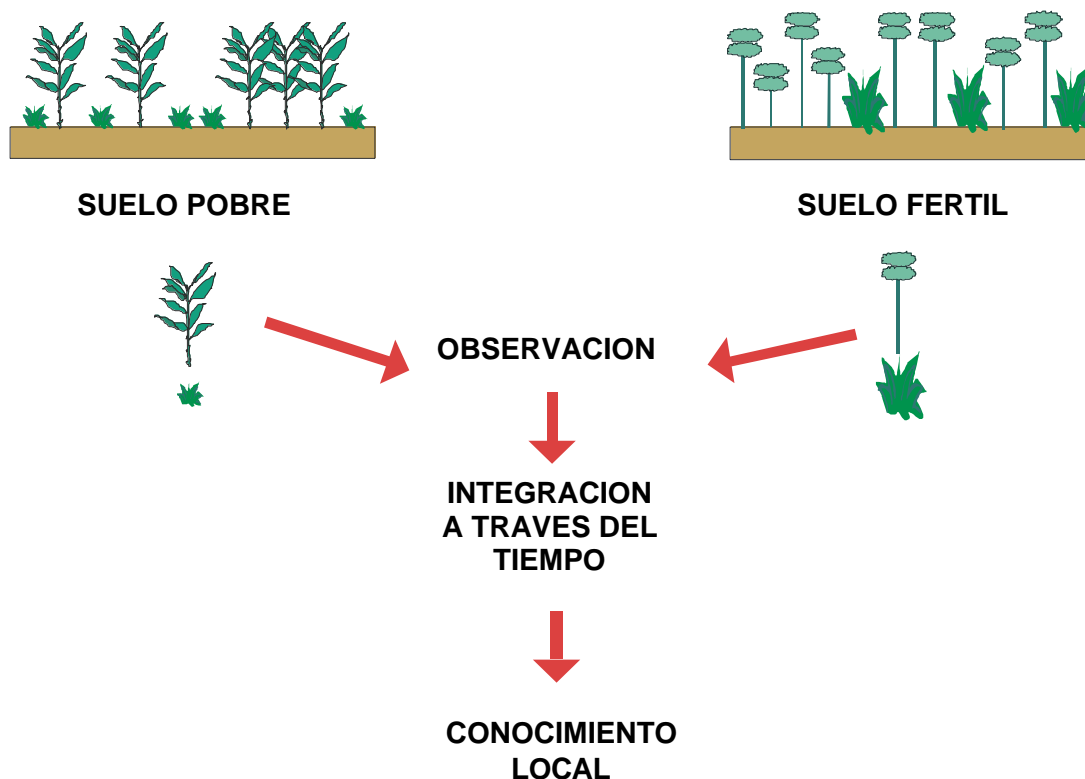 SUELO POBRE
SUELO FERTIL
OBSERVACION
INTEGRACION
A TRAVES DEL
TIEMPO
CONOCIMIENTO
LOCAL